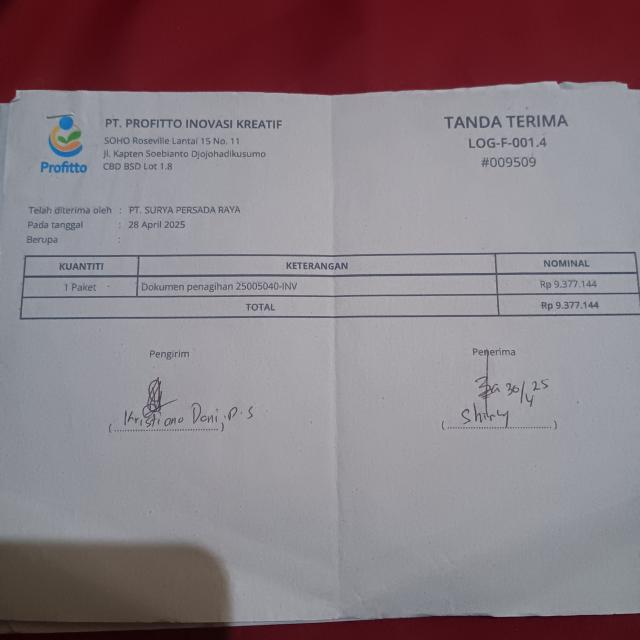 PT. PROFITTO INOVASI KREATIF
SOHO Roseville Lantai 15 No. 11
Jl. Kapten Soebianto Djojohadikusumo
CBD BSD Lot 1.8
Profitto
TANDA TERIMA
LOG-F-001.4
#009509
Telah diterima oleh : PT. SURYA PERSADA RAYA
Pada tanggal : 28 April 2025
Berupa :
KUANTITI KETERANGAN NOMINAL
1 Paket Dokumen penagihan 25005040-INV Rp 9.377.144
TOTAL Rp 9.377.144
Pengirim Penerima
30/4 25
Kristiano Doni, P.S
Shiry